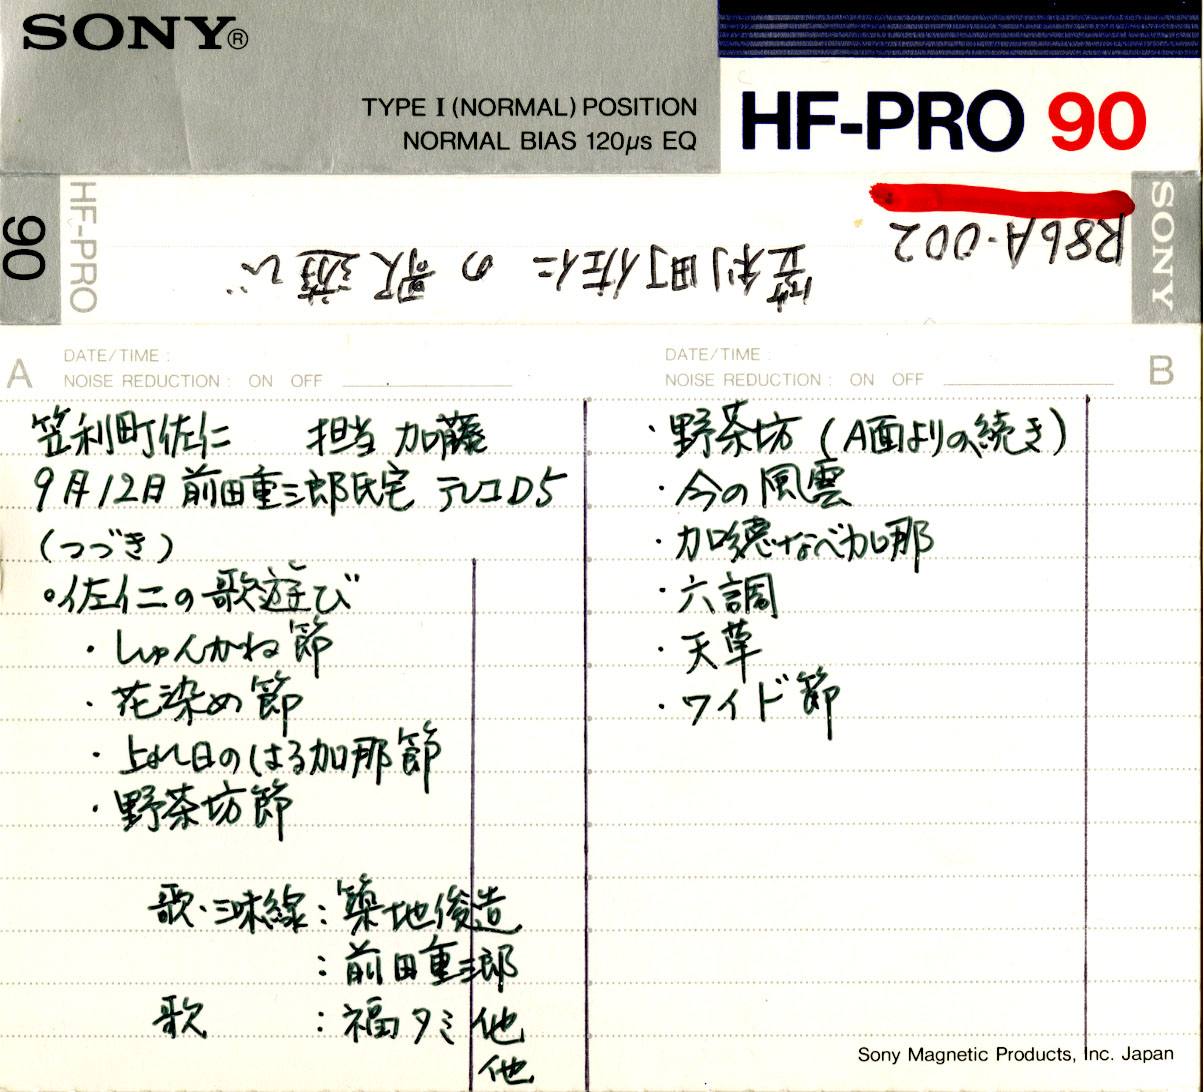 SONY®
TYPE I (NORMAL) POSITION
NORMAL BIAS 120μs EQ
HF-PRO 90
90
HF-PRO
R86A-002
笠利町佐仁の歌遊び
SONY
A
DATE/TIME :
NOISE REDUCTION : ON OFF
笠利町佐仁 担当 加藤
9月12日 前田重三郎氏宅 テレコD5
(つづき)
○佐仁の歌遊び
・しゅんかね節
・花染め節
・上れ日のはる加那節
・野茶坊節
歌・三味線:築地俊造
:前田重三郎
歌 :福タミ 他
他
DATE/TIME :
NOISE REDUCTION : ON OFF
B
・野茶坊 (A面よりの続き)
・今の風雲
・加徳なべ加那
・六調
・天草
・ワイド節
Sony Magnetic Products, Inc. Japan